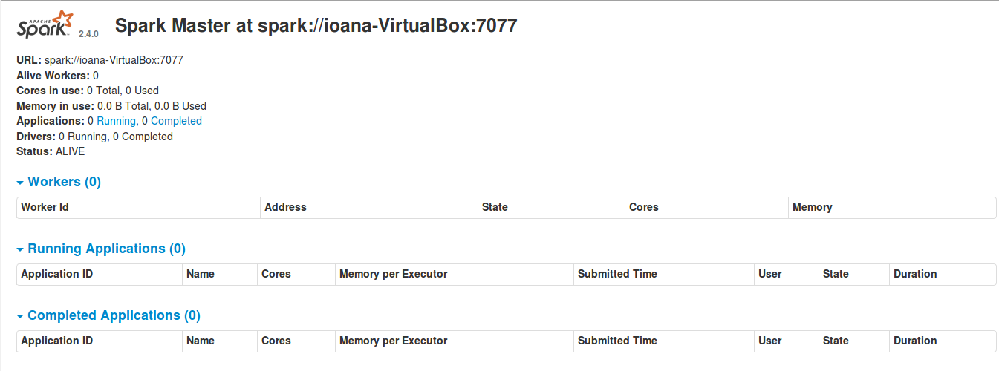 APACHE
Spark 2.4.0 Spark Master at spark://ioana-VirtualBox:7077
URL: spark://ioana-VirtualBox:7077
Alive Workers: 0
Cores in use: 0 Total, 0 Used
Memory in use: 0.0 B Total, 0.0 B Used
Applications: 0 Running, 0 Completed
Drivers: 0 Running, 0 Completed
Status: ALIVE
Workers (0)
Worker Id Address State Cores Memory
Running Applications (0)
Application ID Name Cores Memory per Executor Submitted Time User State Duration
Completed Applications (0)
Application ID Name Cores Memory per Executor Submitted Time User State Duration